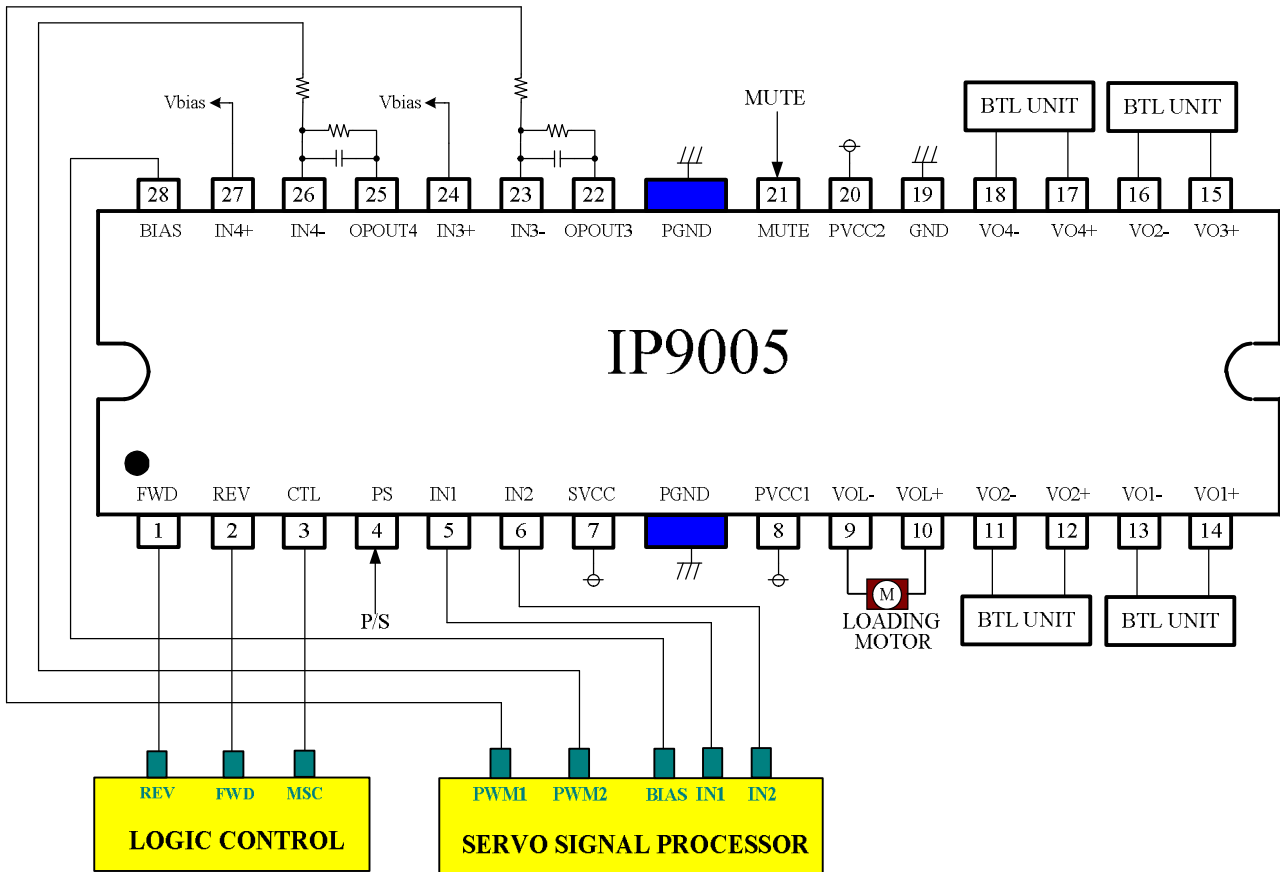 Vbias
Vbias
MUTE
BTL UNIT
BTL UNIT
28 27 26 25 24 23 22 21 20 19 18 17 16 15
BIAS IN4+ IN4- OPOUT4 IN3+ IN3- OPOUT3 PGND MUTE PVCC2 GND VO4- VO4+ VO2- VO3+
IP9005
FWD REV CTL PS IN1 IN2 SVCC PGND PVCC1 VOL- VOL+ VO2- VO2+ VO1- VO1+
1 2 3 4 5 6 7 8 9 10 11 12 13 14
M
P/S
LOADING
MOTOR
BTL UNIT
BTL UNIT
REV FWD MSC
LOGIC CONTROL
PWM1 PWM2 BIAS IN1 IN2
SERVO SIGNAL PROCESSOR